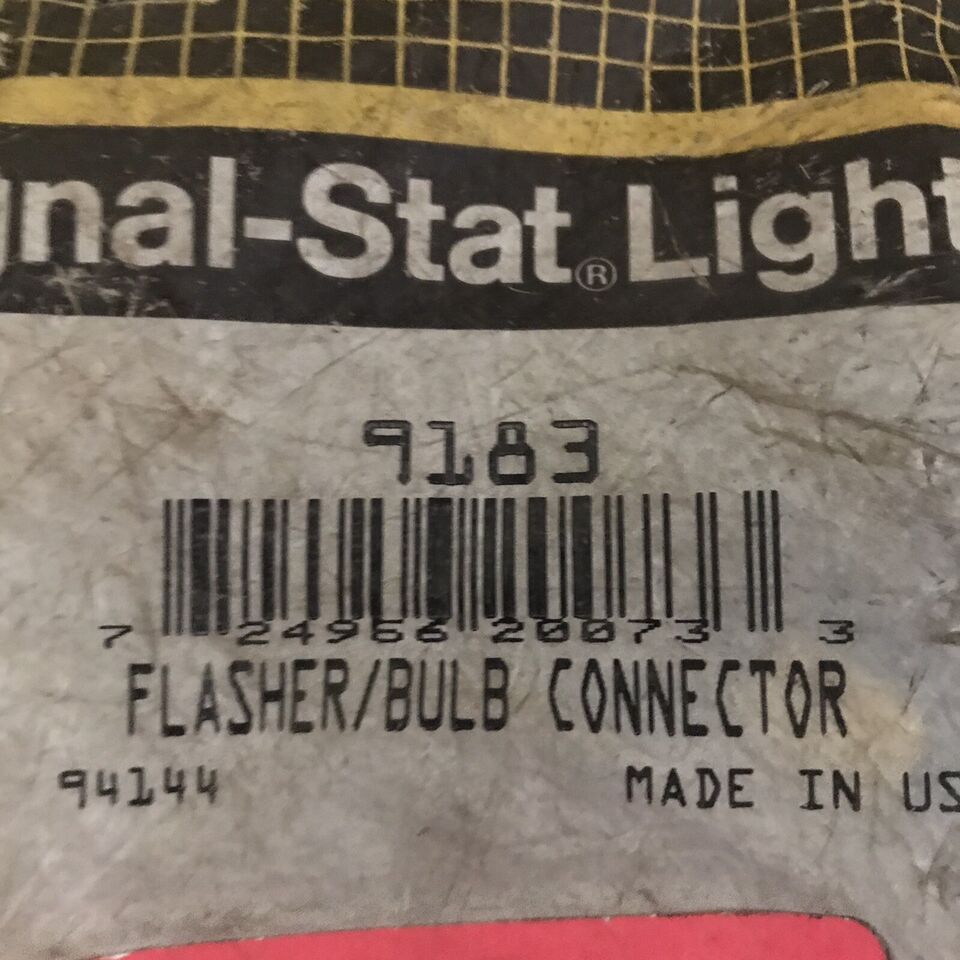 gnal-Stat® Light
9183
7 24966 20073 3
FLASHER/BULB CONNECTOR
94144 MADE IN US